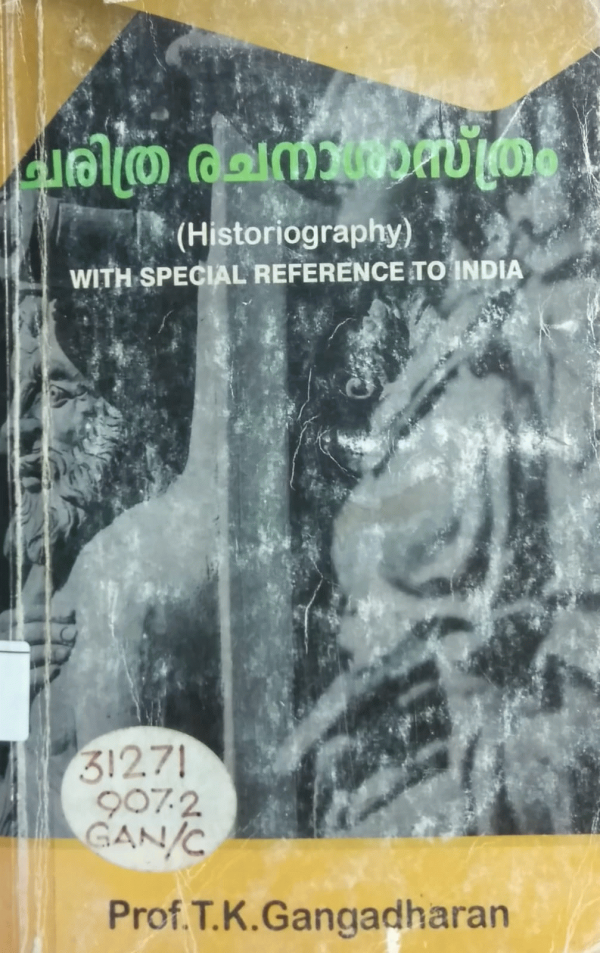 ചരിത്ര രചനാശാസ്ത്രം
(Historiography)
WITH SPECIAL REFERENCE TO INDIA
31271
907.2
GAN/C
Prof.T.K.Gangadharan